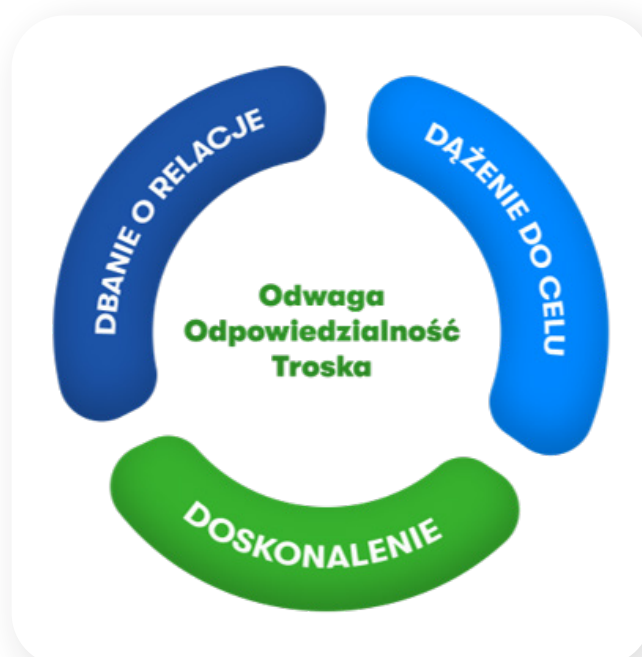 DBANIE O RELACJE
DĄŻENIE DO CELU
Odwaga
Odpowiedzialność
Troska
DOSKONALENIE